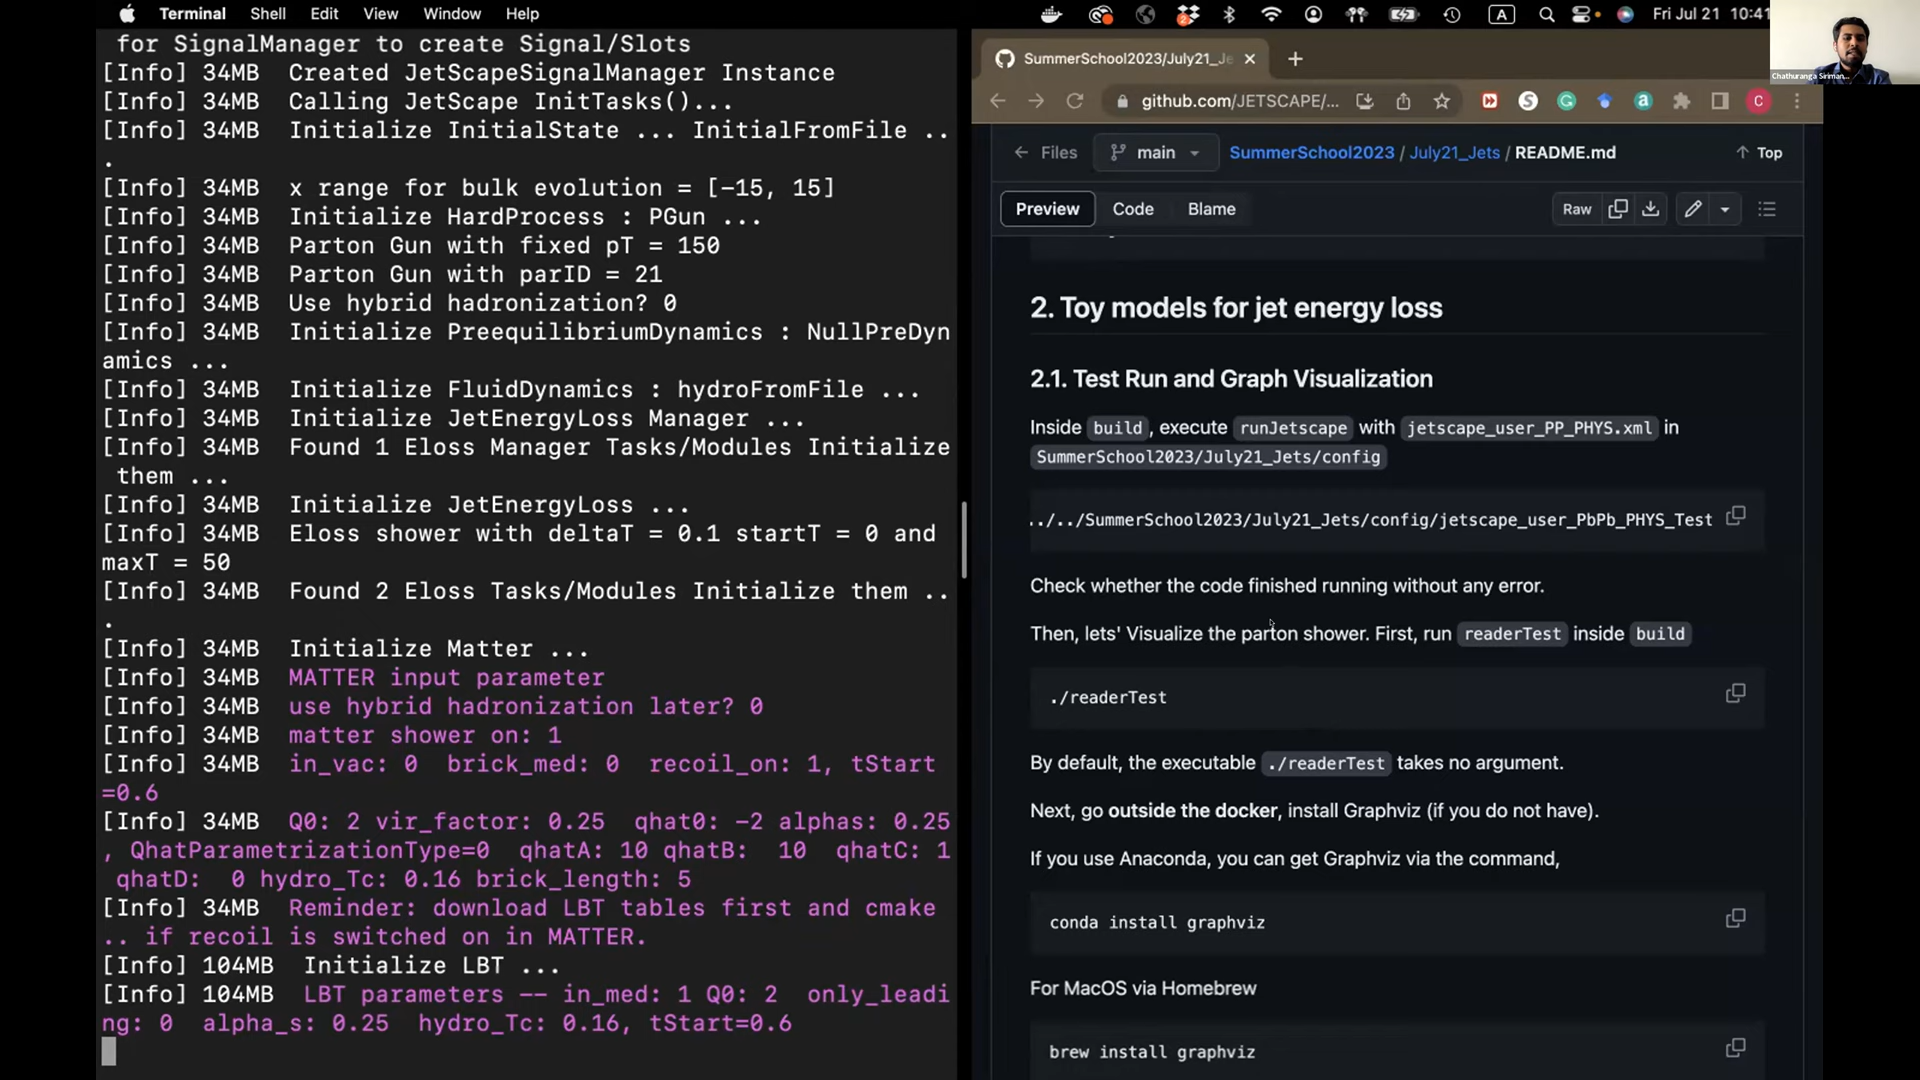 Terminal Shell Edit View Window Help
A Fri Jul 21 10:41
for SignalManager to create Signal/Slots
[Info] 34MB Created JetScapeSignalManager Instance
[Info] 34MB Calling JetScape InitTasks()...
[Info] 34MB Initialize InitialState ... InitialFromFile ..
.
[Info] 34MB x range for bulk evolution = [-15, 15]
[Info] 34MB Initialize HardProcess : PGun ...
[Info] 34MB Parton Gun with fixed pT = 150
[Info] 34MB Parton Gun with parID = 21
[Info] 34MB Use hybrid hadronization? 0
[Info] 34MB Initialize PreequilibriumDynamics : NullPreDyn
amics ...
[Info] 34MB Initialize FluidDynamics : hydroFromFile ...
[Info] 34MB Initialize JetEnergyLoss Manager ...
[Info] 34MB Found 1 Eloss Manager Tasks/Modules Initialize
them ...
[Info] 34MB Initialize JetEnergyLoss ...
[Info] 34MB Eloss shower with deltaT = 0.1 startT = 0 and
maxT = 50
[Info] 34MB Found 2 Eloss Tasks/Modules Initialize them ..
.
[Info] 34MB Initialize Matter ...
[Info] 34MB MATTER input parameter
[Info] 34MB use hybrid hadronization later? 0
[Info] 34MB matter shower on: 1
[Info] 34MB in_vac: 0 brick_med: 0 recoil_on: 1, tStart
=0.6
[Info] 34MB Q0: 2 vir_factor: 0.25 qhat0: -2 alphas: 0.25
, QhatParametrizationType=0 qhatA: 10 qhatB: 10 qhatC: 1
qhatD: 0 hydro_Tc: 0.16 brick_length: 5
[Info] 34MB Reminder: download LBT tables first and cmake
.. if recoil is switched on in MATTER.
[Info] 104MB Initialize LBT ...
[Info] 104MB LBT parameters -- in_med: 1 Q0: 2 only_leadi
ng: 0 alpha_s: 0.25 hydro_Tc: 0.16, tStart=0.6
SummerSchool2023/July21_Je
github.com/JETSCAPE/...
Files main SummerSchool2023 / July21_Jets / README.md Top
Preview Code Blame Raw
2. Toy models for jet energy loss
2.1. Test Run and Graph Visualization
Inside build, execute runJetscape with jetscape_user_PP_PHYS.xml in
SummerSchool2023/July21_Jets/config
../../SummerSchool2023/July21_Jets/config/jetscape_user_PbPb_PHYS_Test
Check whether the code finished running without any error.
Then, lets' Visualize the parton shower. First, run readerTest inside build
./readerTest
By default, the executable ./readerTest takes no argument.
Next, go outside the docker, install Graphviz (if you do not have).
If you use Anaconda, you can get Graphviz via the command,
conda install graphviz
For MacOS via Homebrew
brew install graphviz
Chathuranga Siriman...